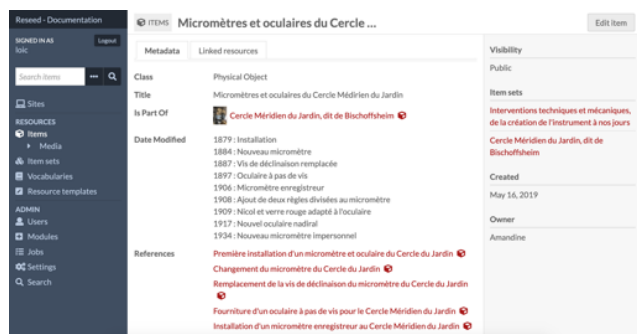 Reseed - Documentation
SIGNED IN AS
loic
Logout
Search items
Sites
RESOURCES
Items
Media
Item sets
Vocabularies
Resource templates
ADMIN
Users
Modules
Jobs
Settings
Search
ITEMS Micromètres et oculaires du Cercle ...
Edit item
Metadata Linked resources
Class Physical Object
Title Micromètres et oculaires du Cercle Médirien du Jardin
Is Part Of Cercle Méridien du Jardin, dit de Bischoffsheim
Date Modified 1879 : Installation
1884 : Nouveau micromètre
1887 : Vis de déclinaison remplacée
1897 : Oculaire à pas de vis
1906 : Micromètre enregistreur
1908 : Ajout de deux règles divisées au micromètre
1909 : Nicol et verre rouge adapté à l'oculaire
1917 : Nouvel oculaire nadiral
1934 : Nouveau micromètre impersonnel
References Première installation d'un micromètre et oculaire du Cercle du Jardin
Changement du micromètre du Cercle du Jardin
Remplacement de la vis de déclinaison du micromètre du Cercle du Jardin
Fourniture d'un oculaire à pas de vis pour le Cercle Méridien du Jardin
Installation d'un micromètre enregistreur au Cercle Méridien du Jardin
Visibility
Public
Item sets
Interventions techniques et mécaniques,
de la création de l'instrument à nos jours
Cercle Méridien du Jardin, dit de
Bischoffsheim
Created
May 16, 2019
Owner
Amandine